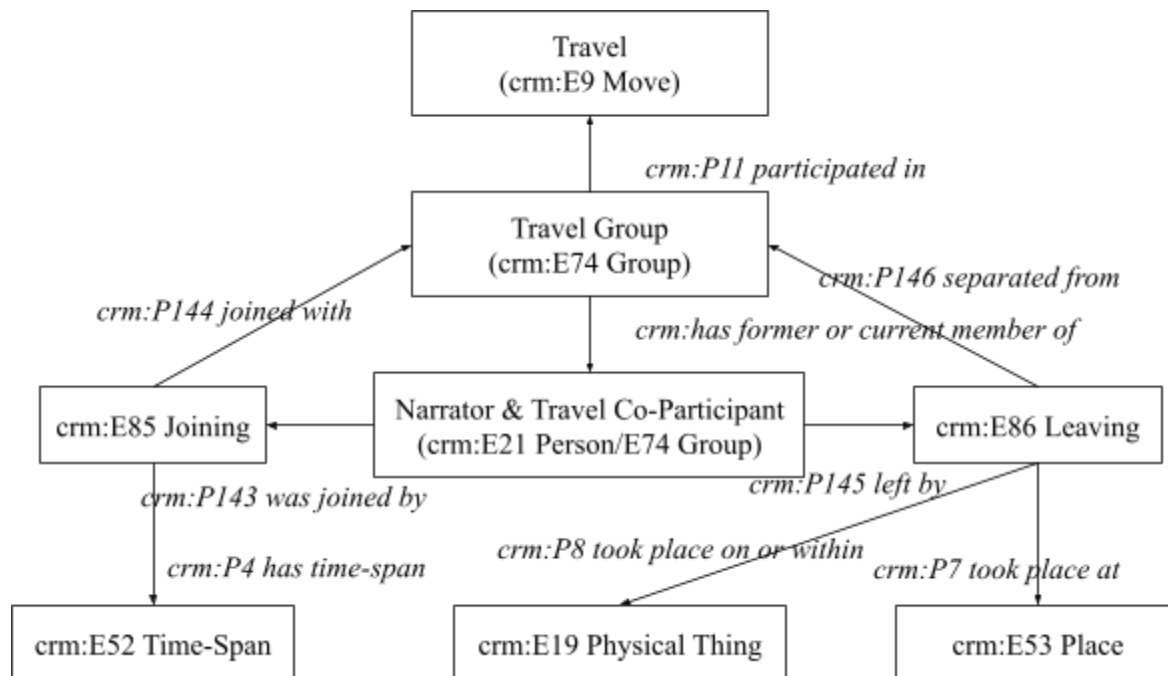 Travel
(crm:E9 Move)
crm:P11 participated in
Travel Group
(crm:E74 Group)
crm:P146 separated from
crm:P144 joined with
crm:has former or current member of
crm:E85 Joining
Narrator & Travel Co-Participant
(crm:E21 Person/E74 Group)
crm:E86 Leaving
crm:P143 was joined by
crm:P145 left by
crm:P8 took place on or within
crm:P4 has time-span
crm:P7 took place at
crm:E52 Time-Span
crm:E19 Physical Thing
crm:E53 Place